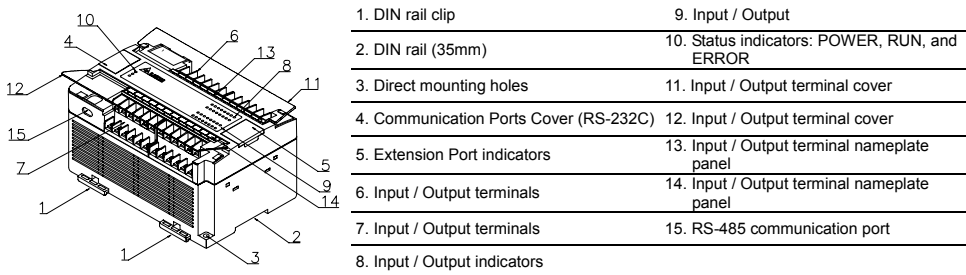 10
4
12
15
7
1
1
3
2
14
9
5
11
8
13
6
1. DIN rail clip
2. DIN rail (35mm)
3. Direct mounting holes
4. Communication Ports Cover (RS-232C)
5. Extension Port indicators
6. Input / Output terminals
7. Input / Output terminals
8. Input / Output indicators
9. Input / Output
10. Status indicators: POWER, RUN, and
ERROR
11. Input / Output terminal cover
12. Input / Output terminal cover
13. Input / Output terminal nameplate
panel
14. Input / Output terminal nameplate
panel
15. RS-485 communication port